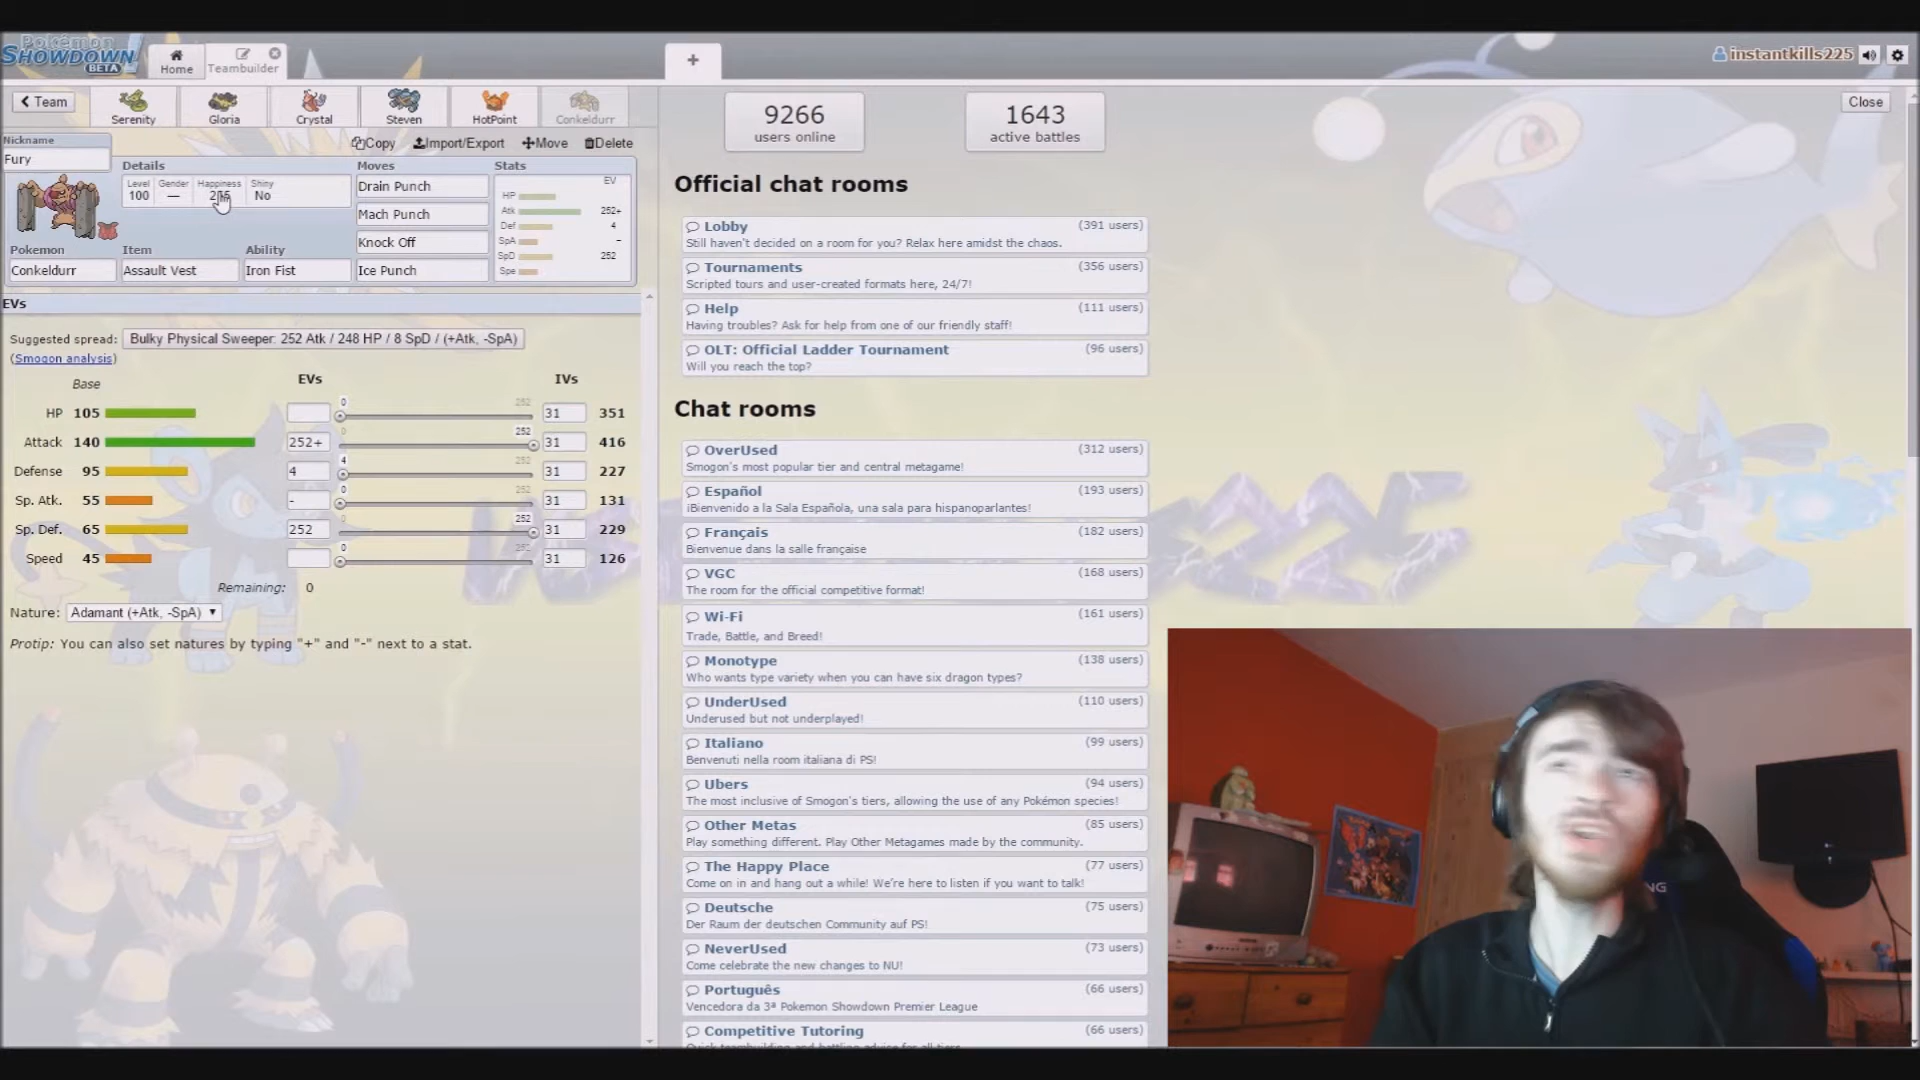 Pokémon
SHOWDOWN
BETA
Home
Teambuilder
+
instantkills225
< Team
Serenity
Gloria
Crystal
Steven
HotPoint
Conkeldurr
Close
Nickname
Fury
Copy
Import/Export
Move
Delete
Details
Level
Gender
Happiness
Shiny
100
—
255
No
Moves
Drain Punch
Mach Punch
Knock Off
Ice Punch
Stats
EV
HP
Atk 252+
Def 4
SpA –
SpD 252
Spe
Pokemon
Item
Ability
Conkeldurr
Assault Vest
Iron Fist
EVs
Suggested spread: Bulky Physical Sweeper: 252 Atk / 248 HP / 8 SpD / (+Atk, -SpA)
(Smogon analysis)
Base
EVs
IVs
HP 105 0 252 31 351
Attack 140 252+ 0 252 31 416
Defense 95 4 4 252 31 227
Sp. Atk. 55 - 0 252 31 131
Sp. Def. 65 252 0 252 31 229
Speed 45 0 252 31 126
Remaining: 0
Nature: Adamant (+Atk, -SpA)
Protip: You can also set natures by typing "+" and "-" next to a stat.
9266
users online
1643
active battles
Official chat rooms
Lobby (391 users)
Still haven't decided on a room for you? Relax here amidst the chaos.
Tournaments (356 users)
Scripted tours and user-created formats here, 24/7!
Help (111 users)
Having troubles? Ask for help from one of our friendly staff!
OLT: Official Ladder Tournament (96 users)
Will you reach the top?
Chat rooms
OverUsed (312 users)
Smogon's most popular tier and central metagame!
Español (193 users)
¡Bienvenido a la Sala Española, una sala para hispanoparlantes!
Français (182 users)
Bienvenue dans la salle française
VGC (168 users)
The room for the official competitive format!
Wi-Fi (161 users)
Trade, Battle, and Breed!
Monotype (138 users)
Who wants type variety when you can have six dragon types?
UnderUsed (110 users)
Underused but not underplayed!
Italiano (99 users)
Benvenuti nella room italiana di PS!
Ubers (94 users)
The most inclusive of Smogon's tiers, allowing the use of any Pokémon species!
Other Metas (85 users)
Play something different. Play Other Metagames made by the community.
The Happy Place (77 users)
Come on in and hang out a while! We're here to listen if you want to talk!
Deutsche (75 users)
Der Raum der deutschen Community auf PS!
NeverUsed (73 users)
Come celebrate the new changes to NU!
Português (66 users)
Vencedora da 3ª Pokemon Showdown Premier League
Competitive Tutoring (66 users)